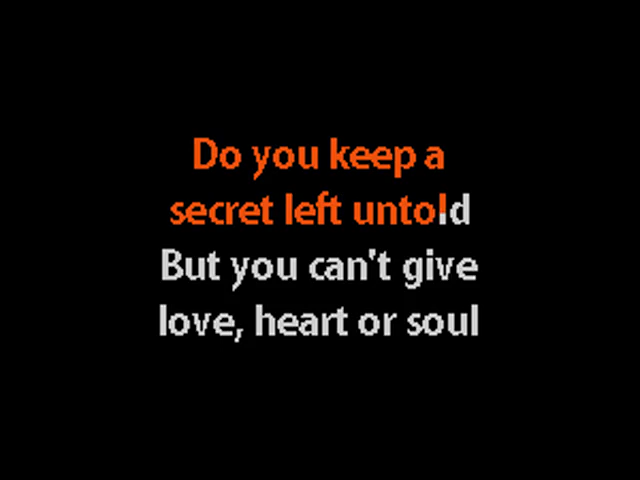 Do you keep a
secret left untold
But you can't give
love, heart or soul